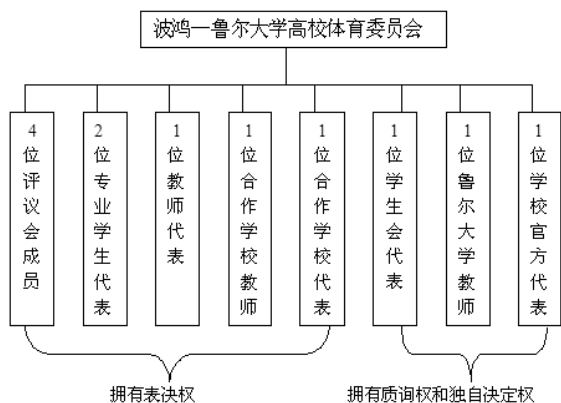 波鸿一鲁尔大学高校体育委员会
4位评议会成员
2位专业学生代表
1位教师代表
1位合作学校教师
1位合作学校代表
1位学生会代表
1位鲁尔大学教师
1位学校官方代表
拥有表决权
拥有质询权和独自决定权